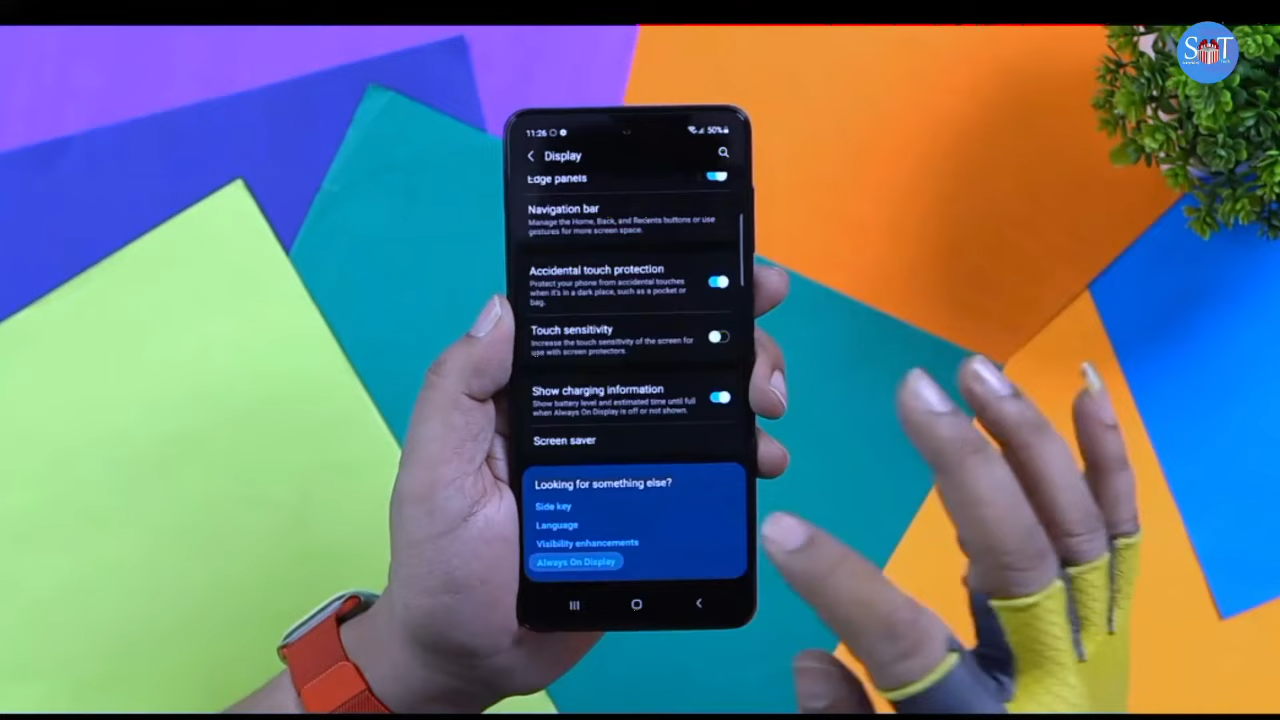 S T
11:26
50%
Display
Edge panels
Navigation bar
Manage the Home, Back, and Recents buttons or use
gestures for more screen space.
Accidental touch protection
Protect your phone from accidental touches
when it's in a dark place, such as a pocket or
bag.
Touch sensitivity
Increase the touch sensitivity of the screen for
use with screen protectors.
Show charging information
Show battery level and estimated time until full
when Always On Display is off or not shown.
Screen saver
Looking for something else?
Side key
Language
Visibility enhancements
Always On Display